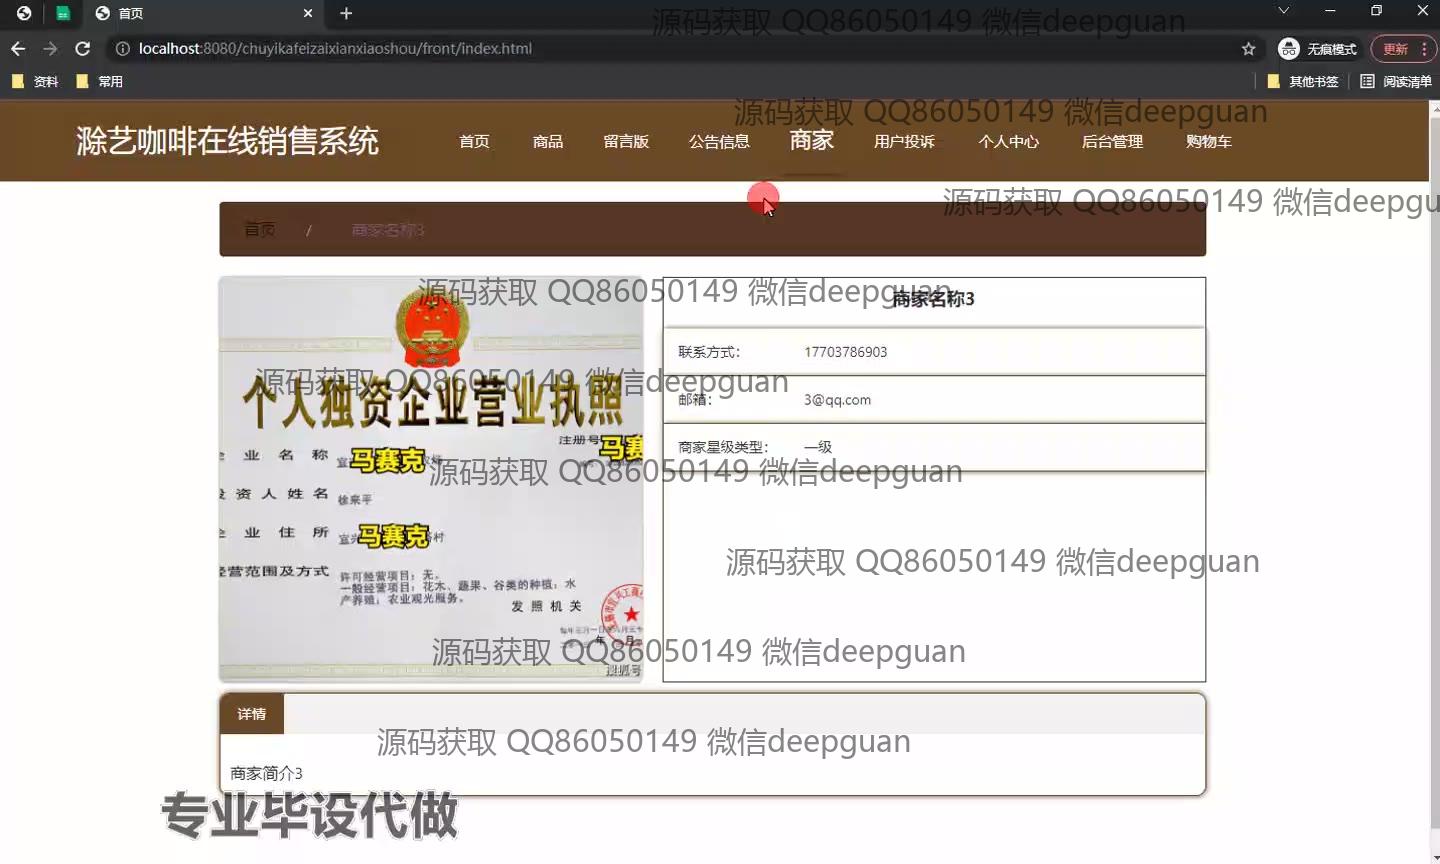 首页
源码获取 QQ86050149 微信deepguan
localhost:8080/chuyikafeizaixianxiaoshou/front/index.html
无痕模式
更新
资料
常用
其他书签
阅读清单
源码获取 QQ86050149 微信deepguan
滁艺咖啡在线销售系统
首页
商品
留言版
公告信息
商家
用户投诉
个人中心
后台管理
购物车
源码获取 QQ86050149 微信deepgu
首页 / 商家名称3
源码获取 QQ86050149 微信deepguan
商家名称3
联系方式: 17703786903
源码获取 QQ86050149 微信deepguan
邮箱: 3@qq.com
个人独资企业营业执照
注册号
马赛克
商家星级类型: 一级
业 名 称
马赛克
源码获取 QQ86050149 微信deepguan
资 人 姓 名
徐来平
业 住 所
马赛克
村
源码获取 QQ86050149 微信deepguan
经营范围及方式
许可经营项目：无。
一般经营项目：花木、蔬果、谷类的种植；水
产养殖；农业观光服务。
发 照 机 关
年 月
源码获取 QQ86050149 微信deepguan
搜狐号
详情
源码获取 QQ86050149 微信deepguan
商家简介3
专业毕设代做